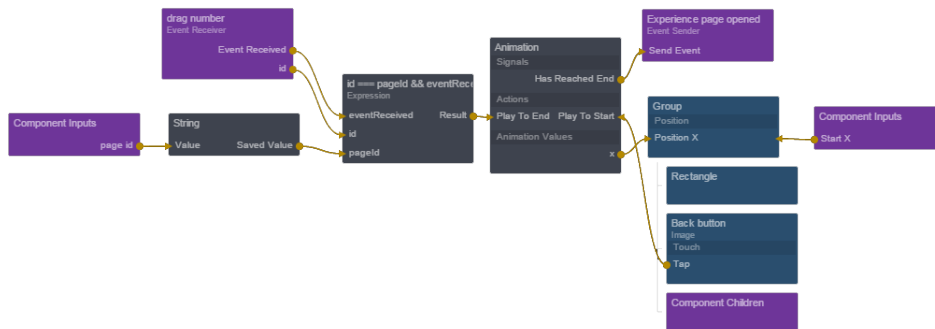 drag number
Event Receiver
Event Received
id
Experience page opened
Event Sender
Send Event
Animation
Signals
Has Reached End
Actions
Play To End Play To Start
Animation Values
x
id === pageId && eventRece
Expression
eventReceived Result
id
pageId
Component Inputs
page id
String
Value Saved Value
Group
Position
Position X
Component Inputs
Start X
Rectangle
Back button
Image
Touch
Tap
Component Children